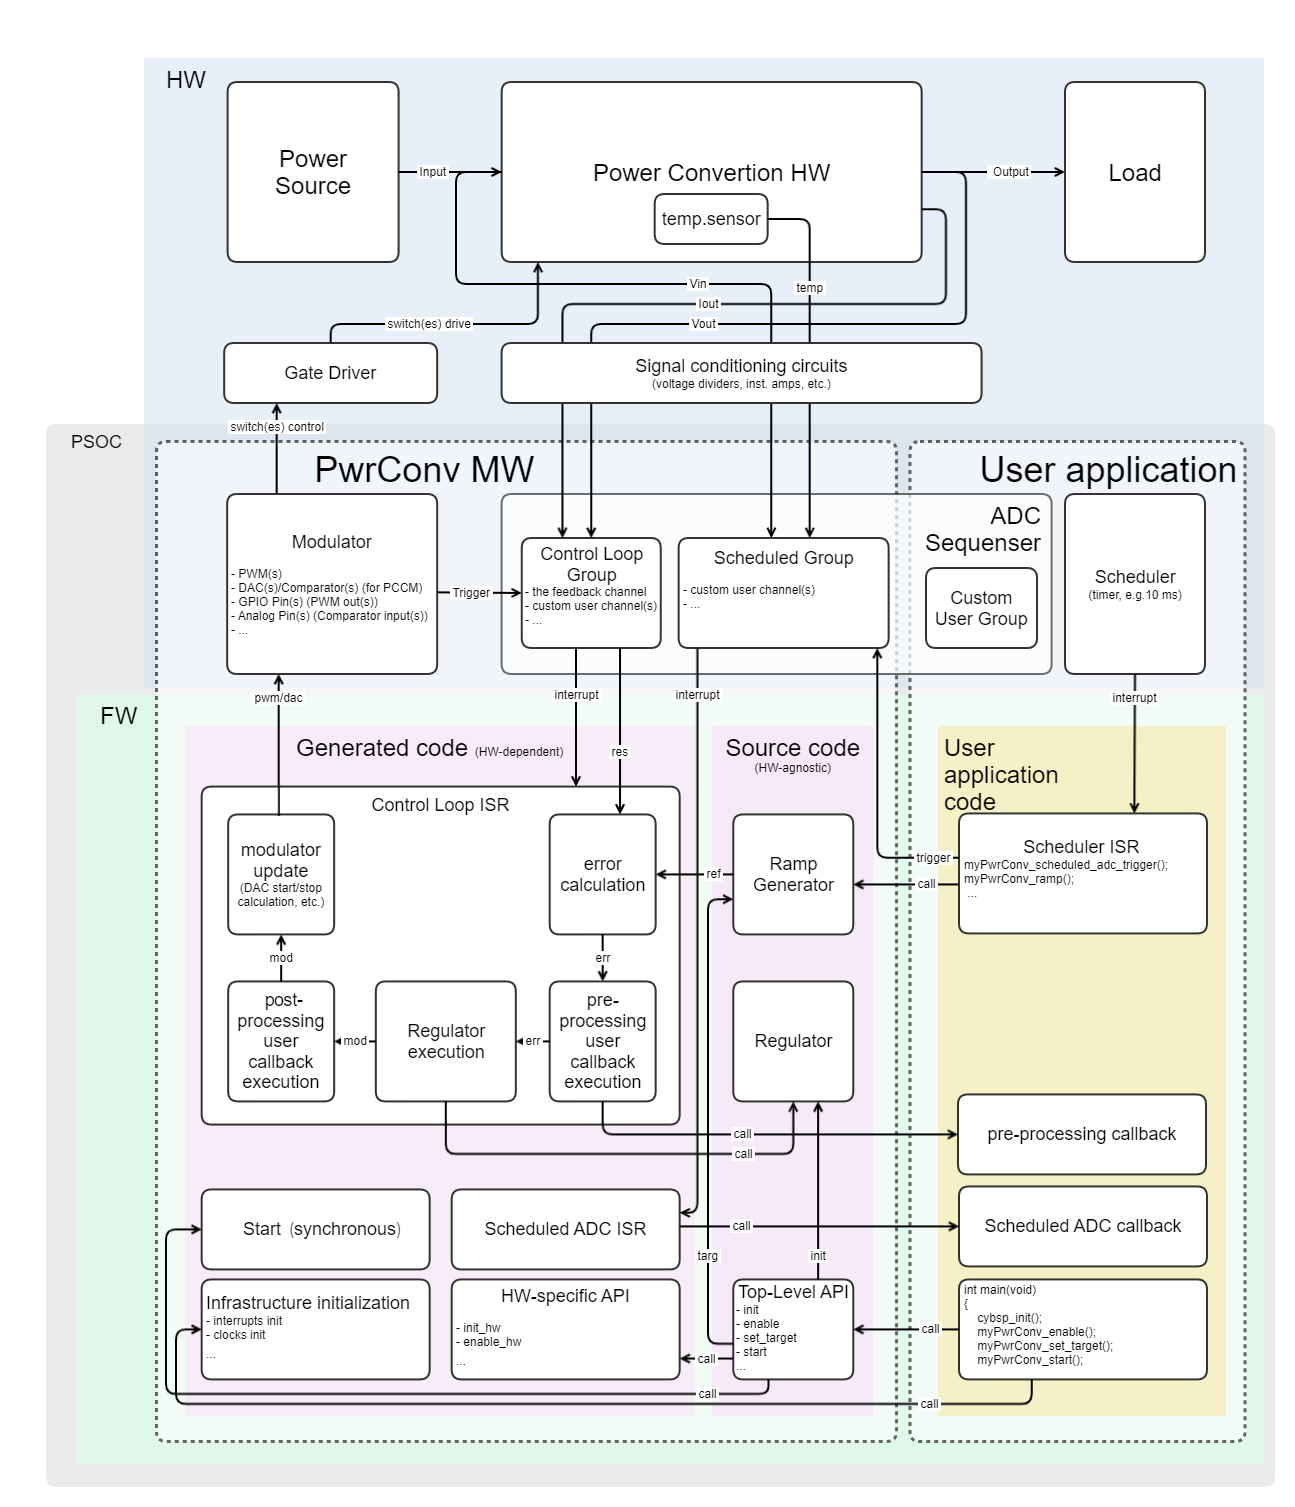 HW
Power
Source
Input
Power Convertion HW
temp.sensor
Output
Load
Vin
temp
Iout
Vout
switch(es) drive
Gate Driver
Signal conditioning circuits
(voltage dividers, inst. amps, etc.)
switch(es) control
PSOC
PwrConv MW
User application
Modulator
- PWM(s)
- DAC(s)/Comparator(s) (for PCCM)
- GPIO Pin(s) (PWM out(s))
- Analog Pin(s) (Comparator input(s))
- ...
Trigger
Control Loop
Group
- the feedback channel
- custom user channel(s)
- ...
Scheduled Group
- custom user channel(s)
- ...
ADC
Sequenser
Custom
User Group
Scheduler
(timer, e.g.10 ms)
pwm/dac
interrupt
interrupt
interrupt
FW
Generated code (HW-dependent)
res
Source code
(HW-agnostic)
User
application
code
Control Loop ISR
modulator
update
(DAC start/stop
calculation, etc.)
error
calculation
ref
Ramp
Generator
trigger
call
Scheduler ISR
myPwrConv_scheduled_adc_trigger();
myPwrConv_ramp();
...
mod
err
post-
processing
user
callback
execution
mod
Regulator
execution
err
pre-
processing
user
callback
execution
Regulator
call
call
pre-processing callback
Start (synchronous)
Scheduled ADC ISR
call
Scheduled ADC callback
targ
init
Infrastructure initialization
- interrupts init
- clocks init
...
HW-specific API
- init_hw
- enable_hw
...
call
Top-Level API
- init
- enable
- set_target
- start
...
call
int main(void)
{
cybsp_init();
myPwrConv_enable();
myPwrConv_set_target();
myPwrConv_start();
call
call